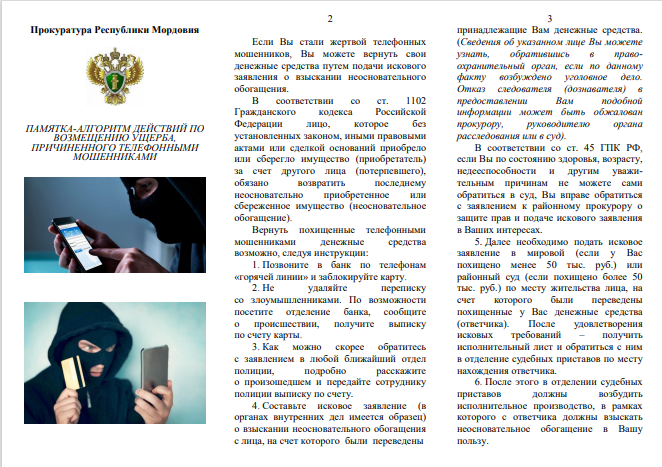 Прокуратура Республики Мордовия
ПАМЯТКА-АЛГОРИТМ ДЕЙСТВИЙ ПО
ВОЗМЕЩЕНИЮ УЩЕРБА,
ПРИЧИНЕННОГО ТЕЛЕФОННЫМИ
МОШЕННИКАМИ
2
Если Вы стали жертвой телефонных
мошенников, Вы можете вернуть свои
денежные средства путем подачи искового
заявления о взыскании неосновательного
обогащения.
В соответствии со ст. 1102
Гражданского кодекса Российской
Федерации лицо, которое без
установленных законом, иными правовыми
актами или сделкой оснований приобрело
или сберегло имущество (приобретатель)
за счет другого лица (потерпевшего),
обязано возвратить последнему
неосновательно приобретенное или
сбереженное имущество (неосновательное
обогащение).
Вернуть похищенные телефонными
мошенниками денежные средства
возможно, следуя инструкции:
1. Позвоните в банк по телефонам
«горячей линии» и заблокируйте карту.
2. Не удаляйте переписку
со злоумышленниками. По возможности
посетите отделение банка, сообщите
о происшествии, получите выписку
по счету карты.
3. Как можно скорее обратитесь
с заявлением в любой ближайший отдел
полиции, подробно расскажите
о произошедшем и передайте сотруднику
полиции выписку по счету.
4. Составьте исковое заявление (в
органах внутренних дел имеется образец)
о взыскании неосновательного обогащения
с лица, на счет которого были переведены
3
принадлежащие Вам денежные средства.
(Сведения об указанном лице Вы можете
узнать, обратившись в право-
охранительный орган, если по данному
факту возбуждено уголовное дело.
Отказ следователя (дознавателя) в
предоставлении Вам подобной
информации может быть обжалован
прокурору, руководителю органа
расследования или в суд).
В соответствии со ст. 45 ГПК РФ,
если Вы по состоянию здоровья, возрасту,
недееспособности и другим уважи-
тельным причинам не можете сами
обратиться в суд, Вы вправе обратиться
с заявлением к районному прокурору о
защите прав и подаче искового заявления
в Ваших интересах.
5. Далее необходимо подать исковое
заявление в мировой (если у Вас
похищено менее 50 тыс. руб.) или
районный суд (если похищено более 50
тыс. руб.) по месту жительства лица, на
счет которого были переведены
похищенные у Вас денежные средства
(ответчика). После удовлетворения
исковых требований – получить
исполнительный лист и обратиться с ним
в отделение судебных приставов по месту
нахождения ответчика.
6. После этого в отделении судебных
приставов должны возбудить
исполнительное производство, в рамках
которого с ответчика должны взыскать
неосновательное обогащение в Вашу
пользу.